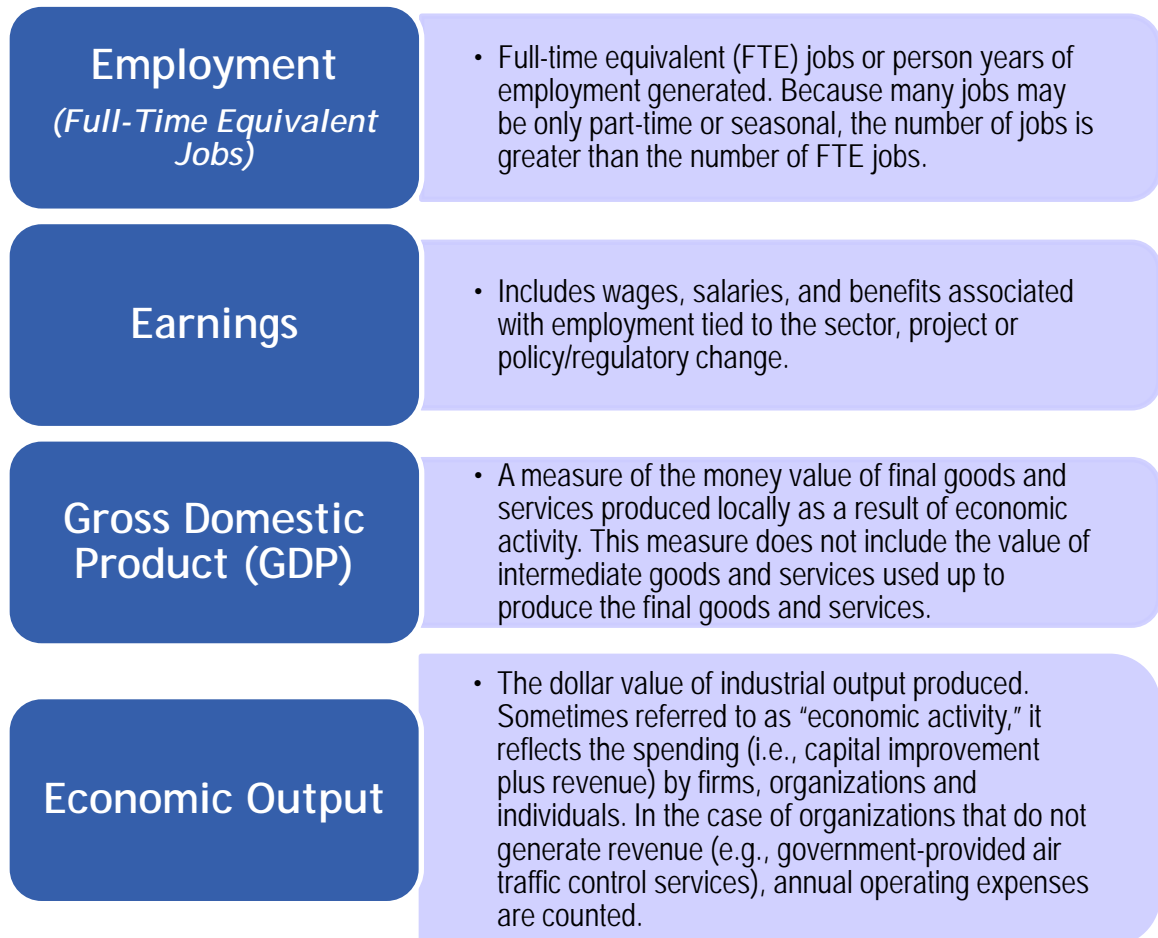 Employment
(Full-Time Equivalent
Jobs)
• Full-time equivalent (FTE) jobs or person years of
employment generated. Because many jobs may
be only part-time or seasonal, the number of jobs is
greater than the number of FTE jobs.
Earnings
• Includes wages, salaries, and benefits associated
with employment tied to the sector, project or
policy/regulatory change.
Gross Domestic
Product (GDP)
• A measure of the money value of final goods and
services produced locally as a result of economic
activity. This measure does not include the value of
intermediate goods and services used up to
produce the final goods and services.
Economic Output
• The dollar value of industrial output produced.
Sometimes referred to as “economic activity,” it
reflects the spending (i.e., capital improvement
plus revenue) by firms, organizations and
individuals. In the case of organizations that do not
generate revenue (e.g., government-provided air
traffic control services), annual operating expenses
are counted.